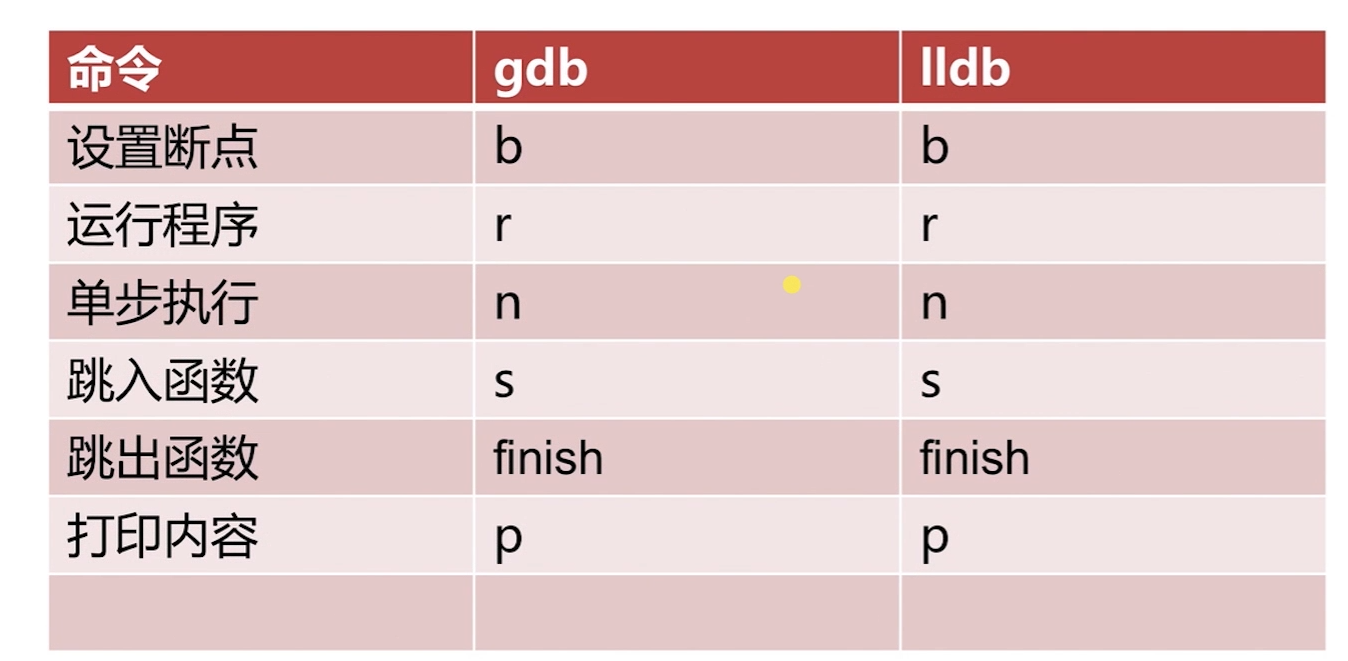 命令 gdb lldb
设置断点 b b
运行程序 r r
单步执行 n n
跳入函数 s s
跳出函数 finish finish
打印内容 p p